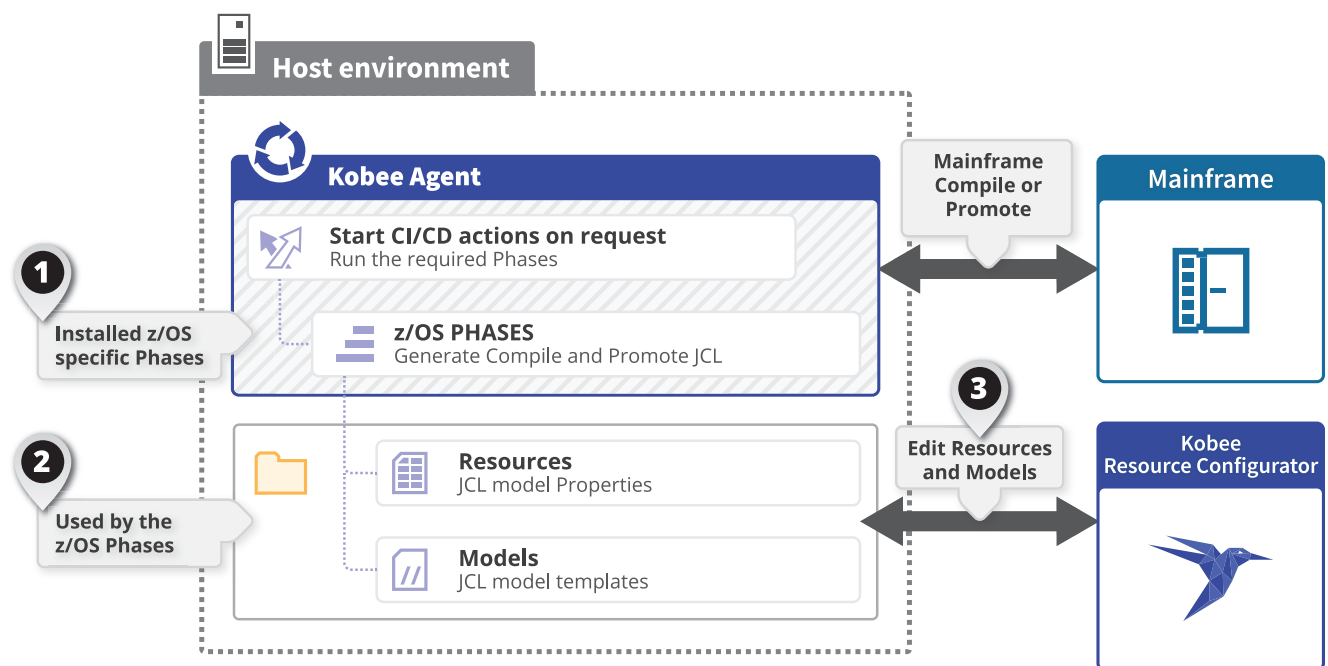 Host environment
Kobee Agent
Start CI/CD actions on request
Run the required Phases
z/OS PHASES
Generate Compile and Promote JCL
1
Installed z/OS
specific Phases
Mainframe
Compile or
Promote
Mainframe
2
Used by the
z/OS Phases
Resources
JCL model Properties
Models
//
JCL model templates
3
Edit Resources
and Models
Kobee
Resource Configurator